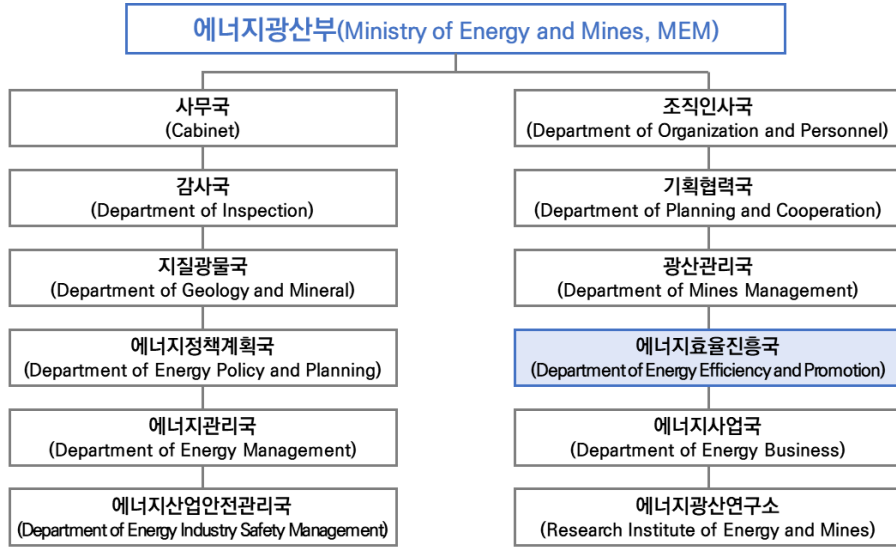 에너지광산부(Ministry of Energy and Mines, MEM)
사무국
(Cabinet)
조직인사국
(Department of Organization and Personnel)
감사국
(Department of Inspection)
기획협력국
(Department of Planning and Cooperation)
지질광물국
(Department of Geology and Mineral)
광산관리국
(Department of Mines Management)
에너지정책계획국
(Department of Energy Policy and Planning)
에너지효율진흥국
(Department of Energy Efficiency and Promotion)
에너지관리국
(Department of Energy Management)
에너지사업국
(Department of Energy Business)
에너지산업안전관리국
(Department of Energy Industry Safety Management)
에너지광산연구소
(Research Institute of Energy and Mines)